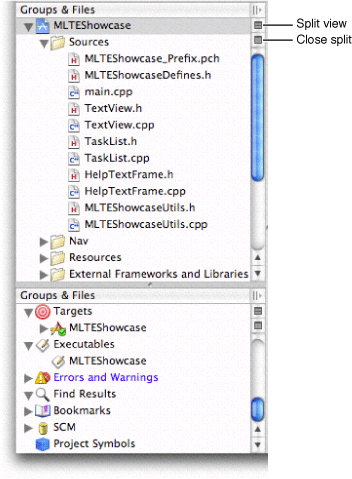 Groups & Files
MLTEShowcase
Split view
Close split
Sources
MLTEShowcase_Prefix.pch
MLTEShowcaseDefines.h
main.cpp
TextView.h
TextView.cpp
TaskList.h
TaskList.cpp
HelpTextFrame.h
HelpTextFrame.cpp
MLTEShowcaseUtils.h
MLTEShowcaseUtils.cpp
Nav
Resources
External Frameworks and Libraries
Groups & Files
Targets
MLTEShowcase
Executables
MLTEShowcase
Errors and Warnings
Find Results
Bookmarks
SCM
Project Symbols